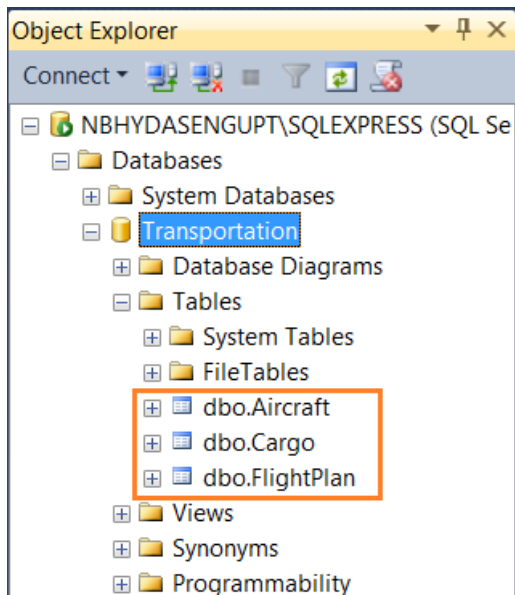 Object Explorer
Connect
NBHYDASENGUPT\SQLEXPRESS (SQL Se
Databases
System Databases
Transportation
Database Diagrams
Tables
System Tables
FileTables
dbo.Aircraft
dbo.Cargo
dbo.FlightPlan
Views
Synonyms
Programmability